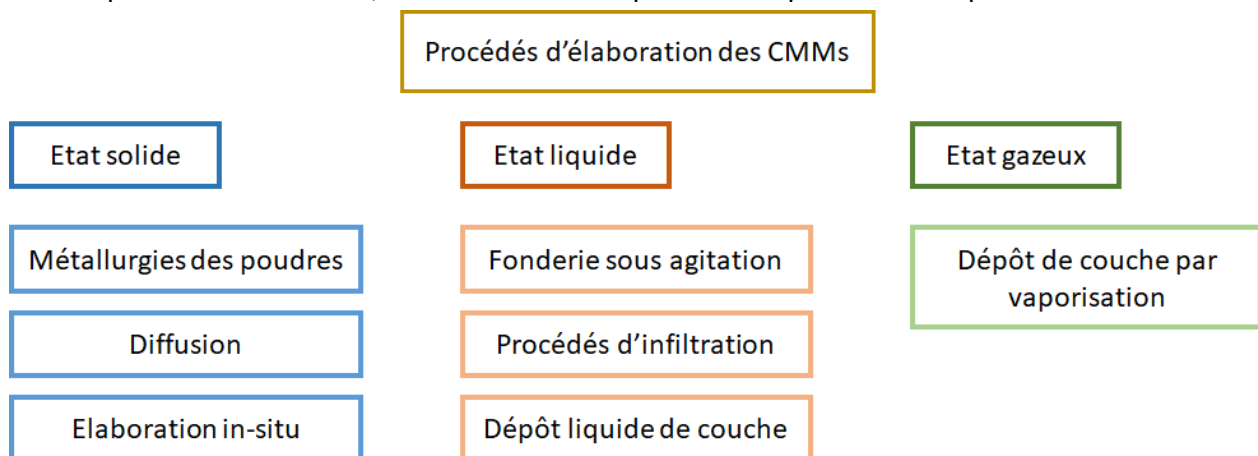 Procédés d'élaboration des CMMs
Etat solide
Etat liquide
Etat gazeux
Métallurgies des poudres
Fonderie sous agitation
Dépôt de couche par
vaporisation
Diffusion
Procédés d'infiltration
Elaboration in-situ
Dépôt liquide de couche